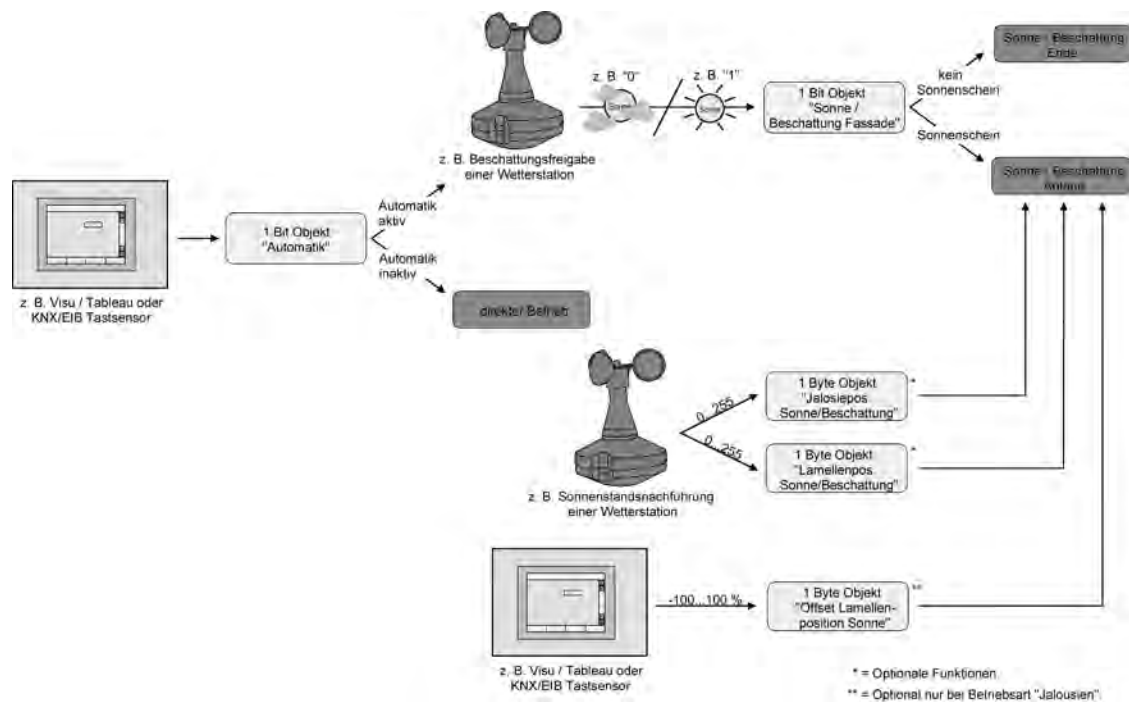 z. B. "0"
z. B. "1"
Sonne
Sonne
1 Bit Objekt
"Sonne /
Beschattung Fassade"
kein
Sonnenschein
Sonnenschein
Sonne / Beschattung
Ende
Sonne / Beschattung
Anfang
z. B. Beschattungsfreigabe
einer Wetterstation
1 Bit Objekt
"Automatik"
Automatik
aktiv
Automatik
inaktiv
z. B. Visu / Tableau oder
KNX/EIB Tastsensor
direkter Betrieb
z. B. Sonnenstandsnachführung
einer Wetterstation
0...255
0...255
1 Byte Objekt
"Jalosiepos.
Sonne/Beschattung"
*
1 Byte Objekt
"Lamellenpos.
Sonne/Beschattung"
*
z. B. Visu / Tableau oder
KNX/EIB Tastsensor
-100...100 %
1 Byte Objekt
"Offset Lamellen-
position Sonne"
**
* = Optionale Funktionen
** = Optional nur bei Betriebsart "Jalousien"